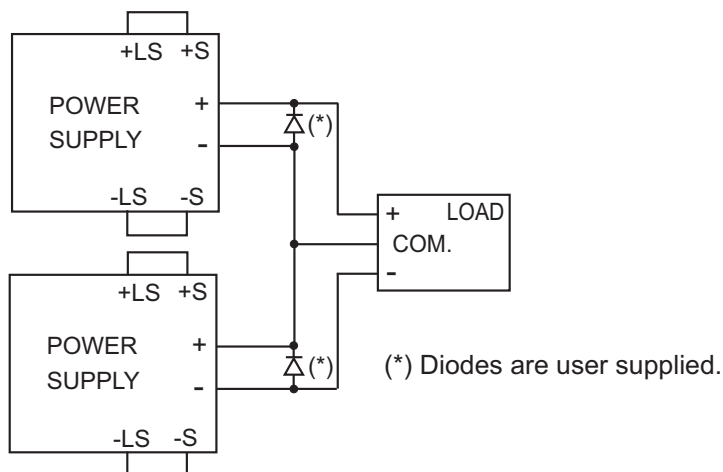 +LS +S
POWER
SUPPLY
+
-
(*)
-LS -S
+ LOAD
COM.
-
+LS +S
POWER
SUPPLY
+
-
(*)
(*) Diodes are user supplied.
-LS -S